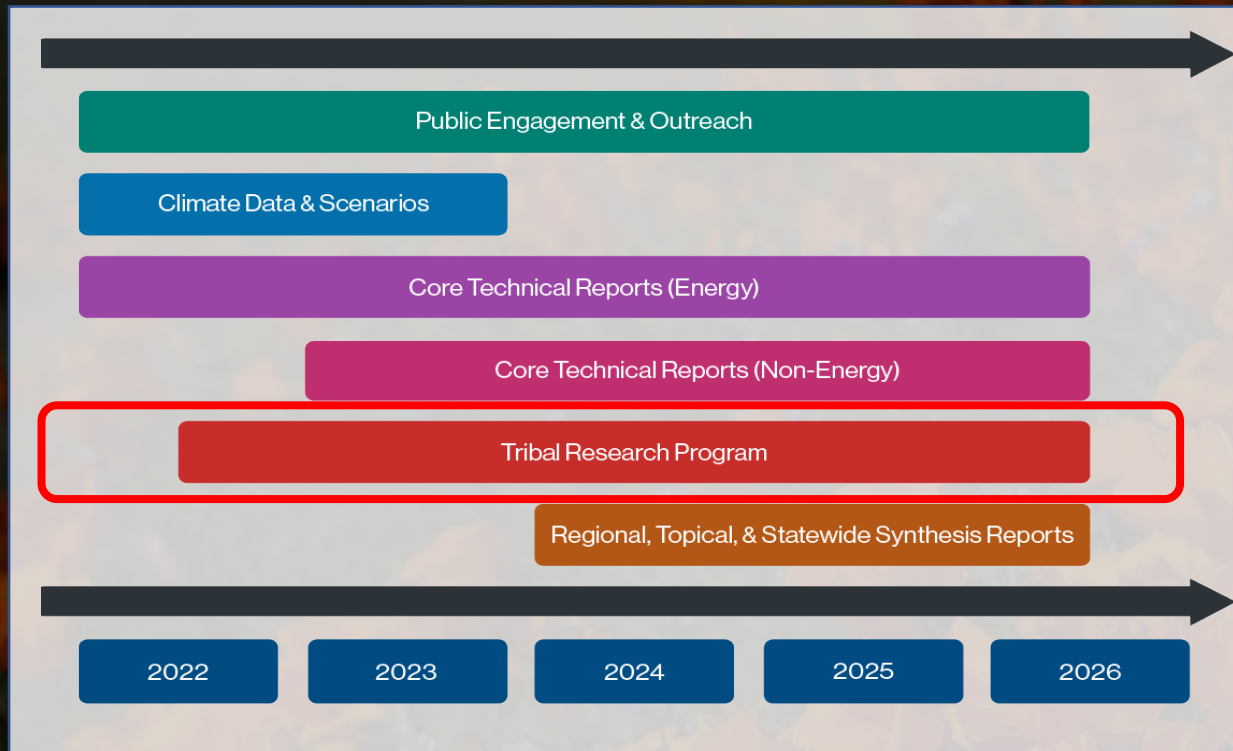 Public Engagement & Outreach
Climate Data & Scenarios
Core Technical Reports (Energy)
Core Technical Reports (Non-Energy)
Tribal Research Program
Regional, Topical, & Statewide Synthesis Reports
2022 2023 2024 2025 2026